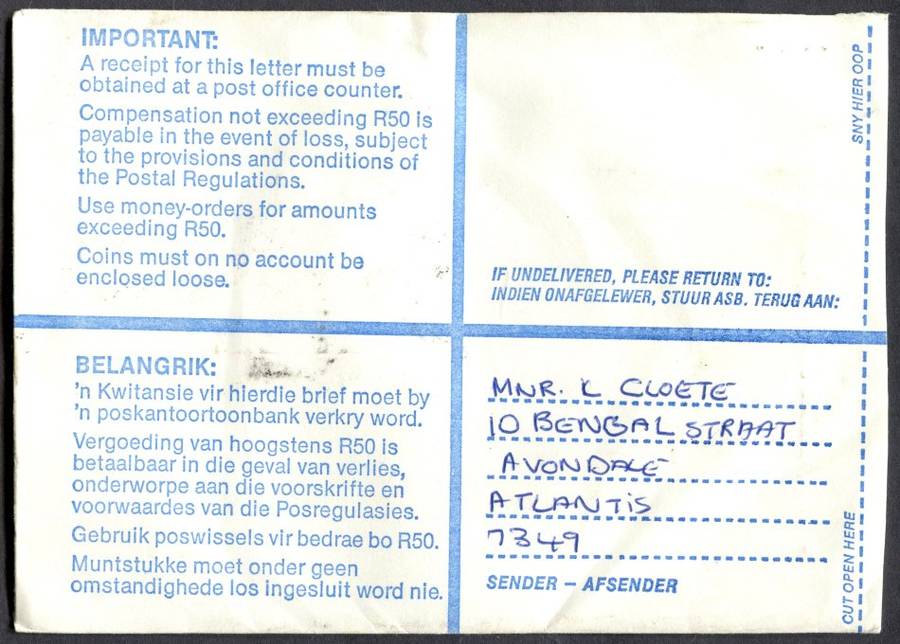 IMPORTANT:
A receipt for this letter must be
obtained at a post office counter.
Compensation not exceeding R50 is
payable in the event of loss, subject
to the provisions and conditions of
the Postal Regulations.
Use money-orders for amounts
exceeding R50.
Coins must on no account be
enclosed loose.
SNY HIER OOP
IF UNDELIVERED, PLEASE RETURN TO:
INDIEN ONAFGELEWER, STUUR ASB. TERUG AAN:
BELANGRIK:
'n Kwitansie vir hierdie brief moet by
'n poskantoortoonbank verkry word.
Vergoeding van hoogstens R50 is
betaalbaar in die geval van verlies,
onderworpe aan die voorskrifte en
voorwaardes van die Posregulasies.
Gebruik poswissels vir bedrae bo R50.
Muntstukke moet onder geen
omstandighede los ingesluit word nie.
MNR. K CLOETE
10 BENGAL STRAAT
AVONDALE
ATLANTIS
7349
SENDER – AFSENDER
CUT OPEN HERE